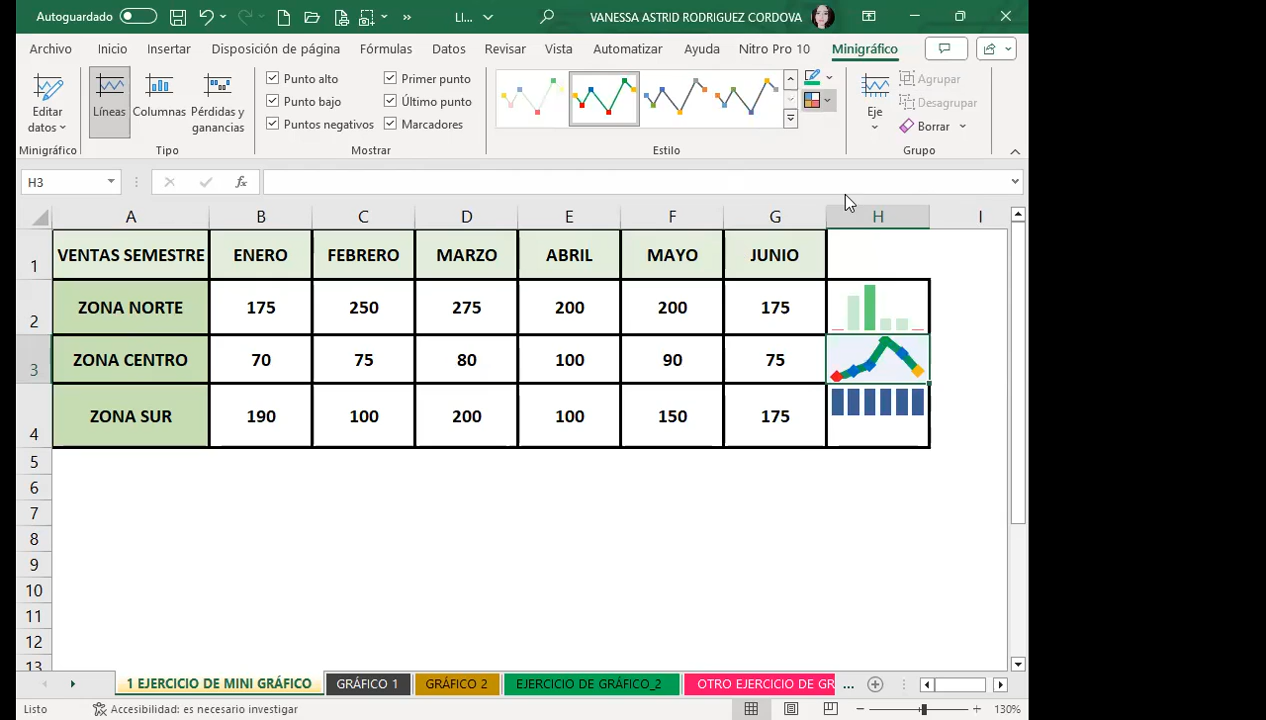 Autoguardado LI... VANESSA ASTRID RODRIGUEZ CORDOVA
Archivo Inicio Insertar Disposición de página Fórmulas Datos Revisar Vista Automatizar Ayuda Nitro Pro 10 Minigráfico
Punto alto Primer punto Agrupar
Editar Líneas Columnas Pérdidas y Punto bajo Último punto Eje Desagrupar
datos ganancias Puntos negativos Marcadores Borrar
Minigráfico Tipo Mostrar Estilo Grupo
H3 fx
A B C D E F G H I
1 VENTAS SEMESTRE ENERO FEBRERO MARZO ABRIL MAYO JUNIO
2 ZONA NORTE 175 250 275 200 200 175
3 ZONA CENTRO 70 75 80 100 90 75
4 ZONA SUR 190 100 200 100 150 175
5
6
7
8
9
10
11
12
13
1 EJERCICIO DE MINI GRÁFICO GRÁFICO 1 GRÁFICO 2 EJERCICIO DE GRÁFICO_2 OTRO EJERCICIO DE GR ...
Listo Accesibilidad: es necesario investigar 130%